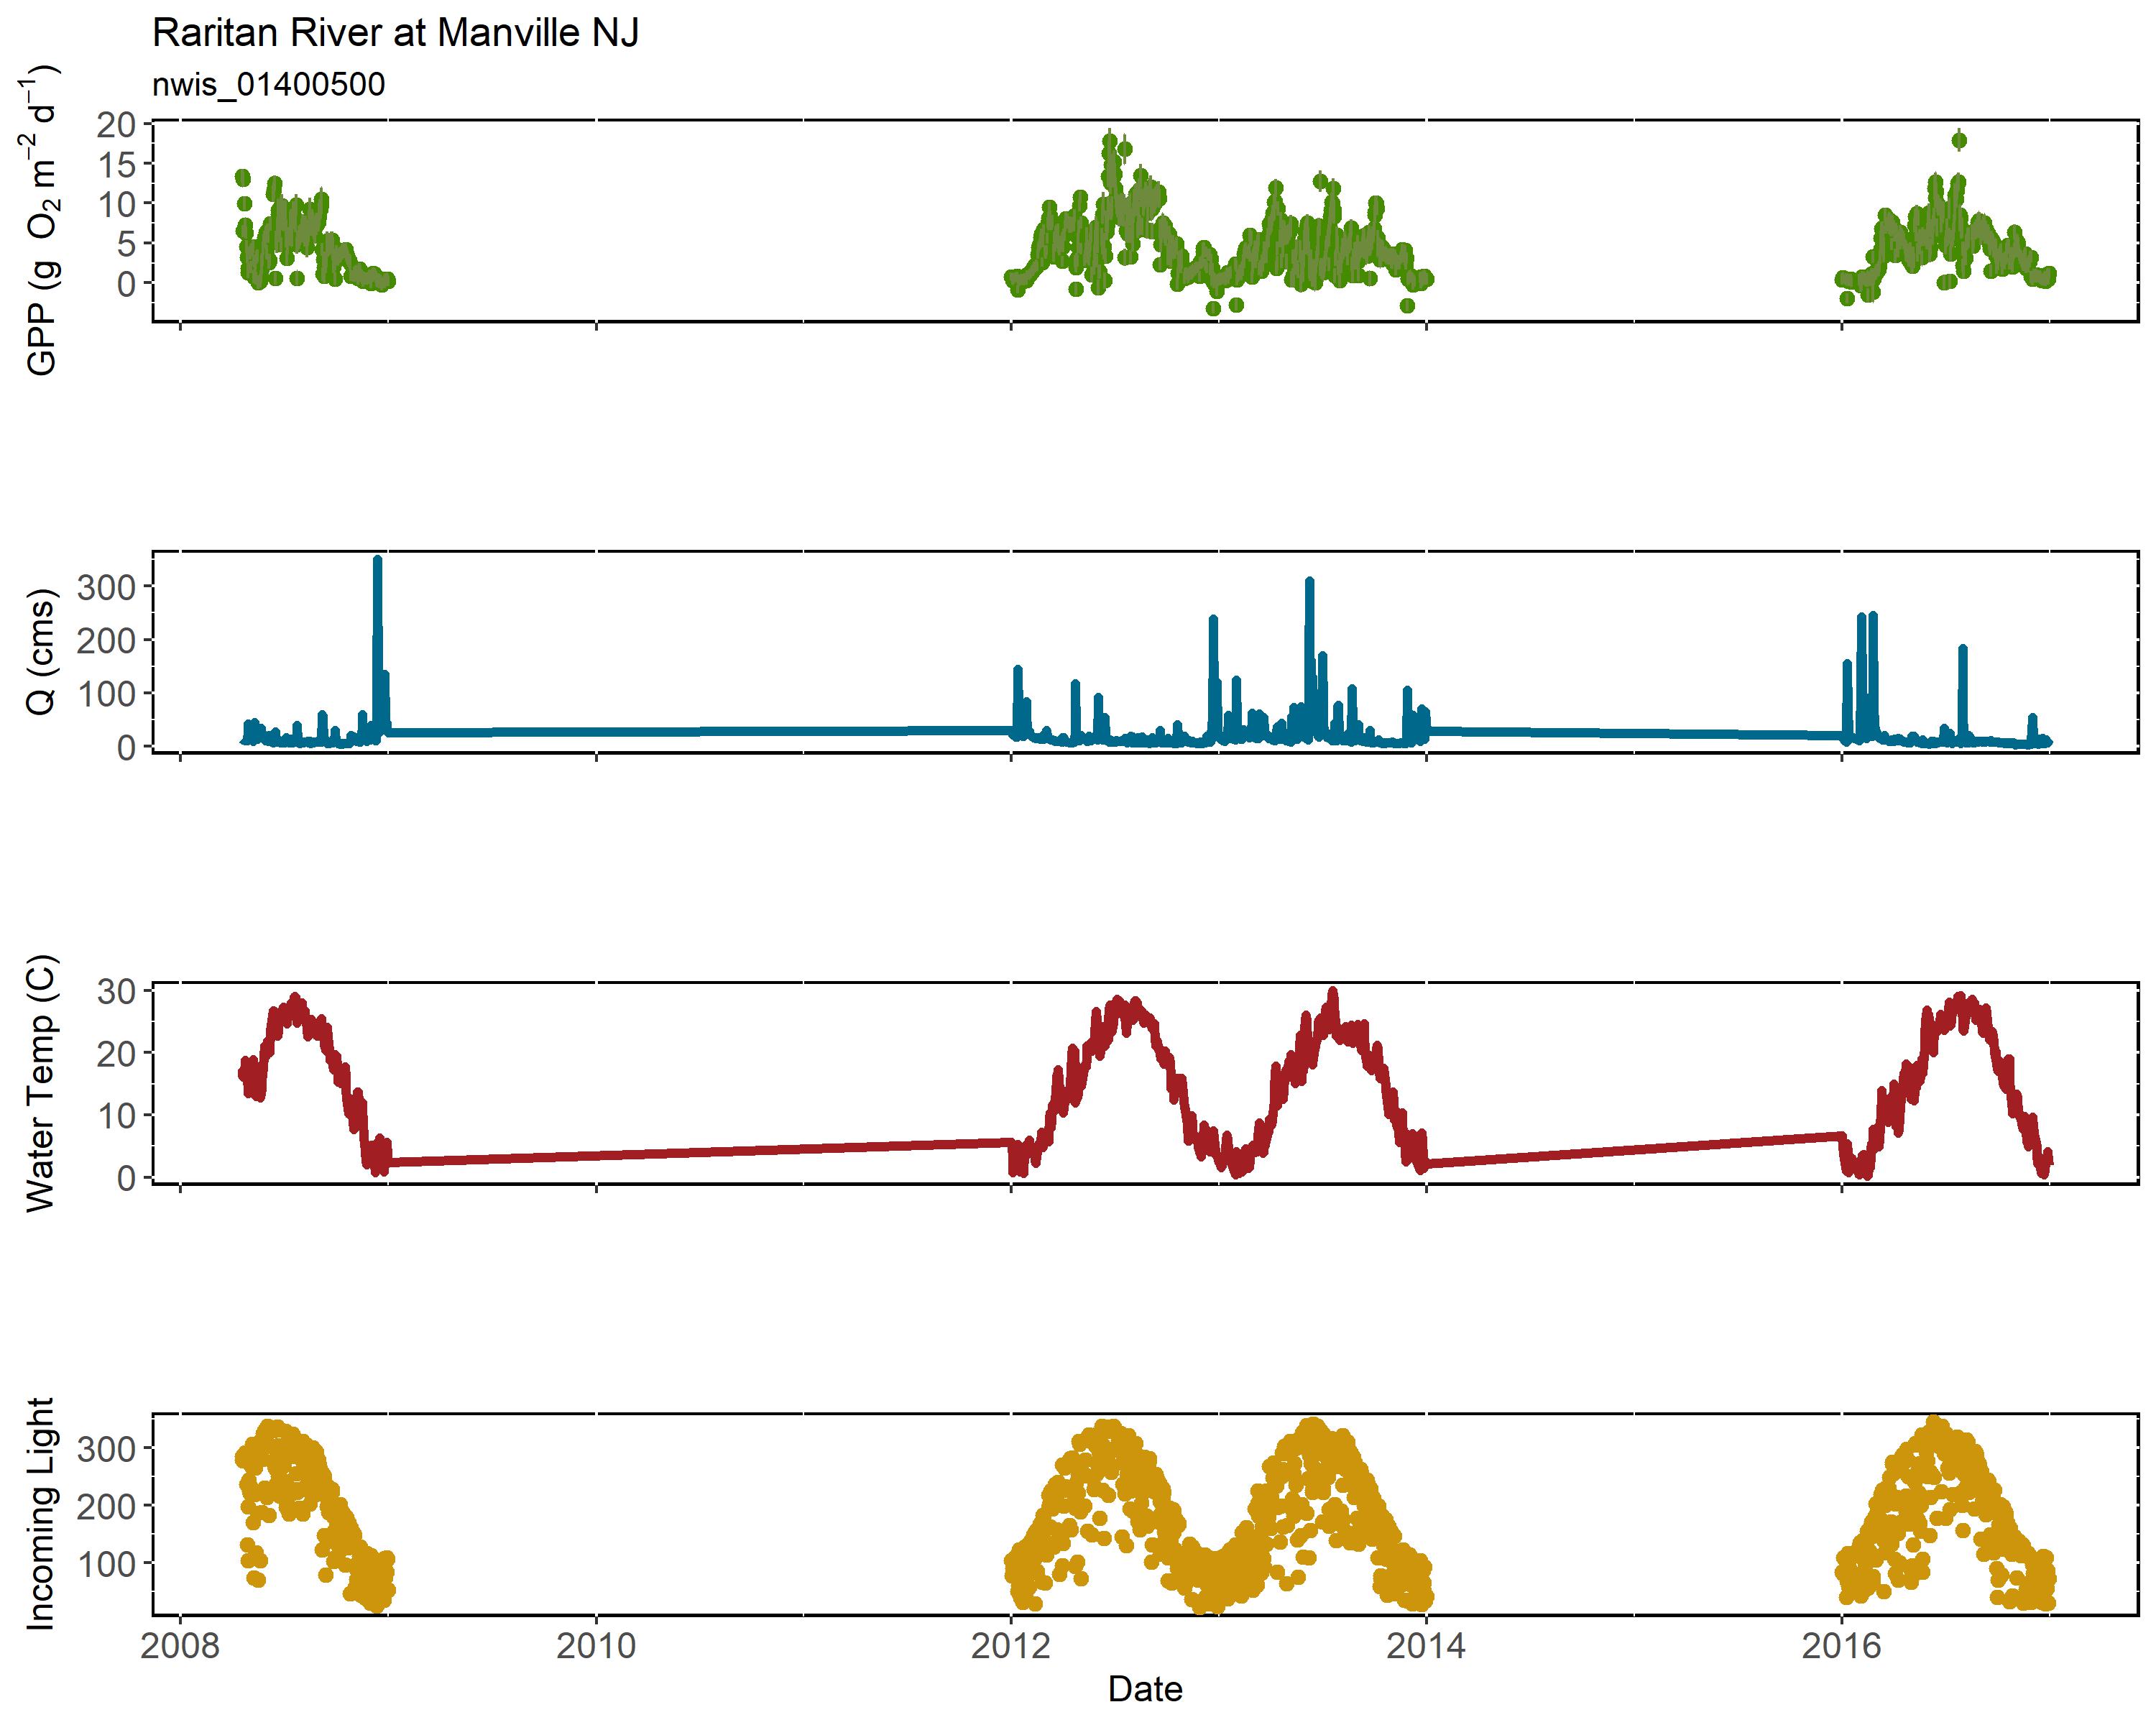 Raritan River at Manville NJ
nwis_01400500
GPP (g O₂ m⁻² d⁻¹)
20
15
10
5
0
Q (cms)
300
200
100
0
Water Temp (C)
30
20
10
0
Incoming Light
300
200
100
2008 2010 2012 2014 2016
Date